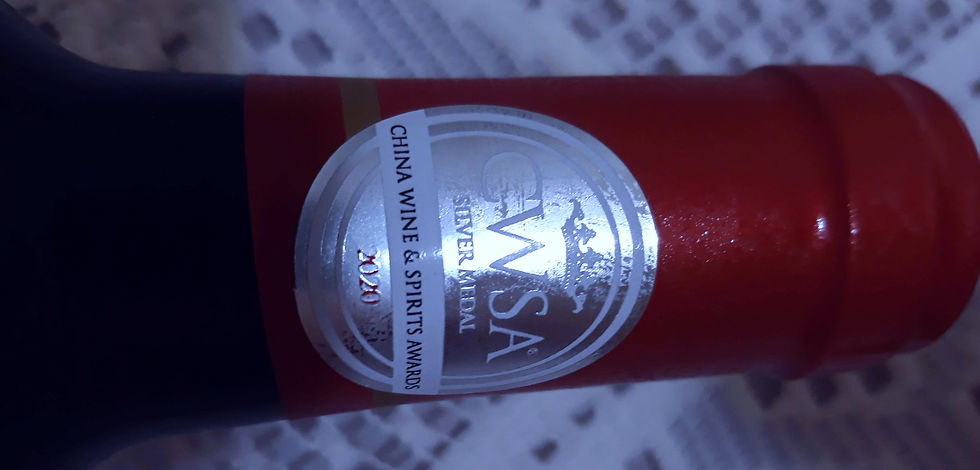 CWSA®
SILVER MEDAL
CHINA WINE & SPIRITS AWARDS
2020